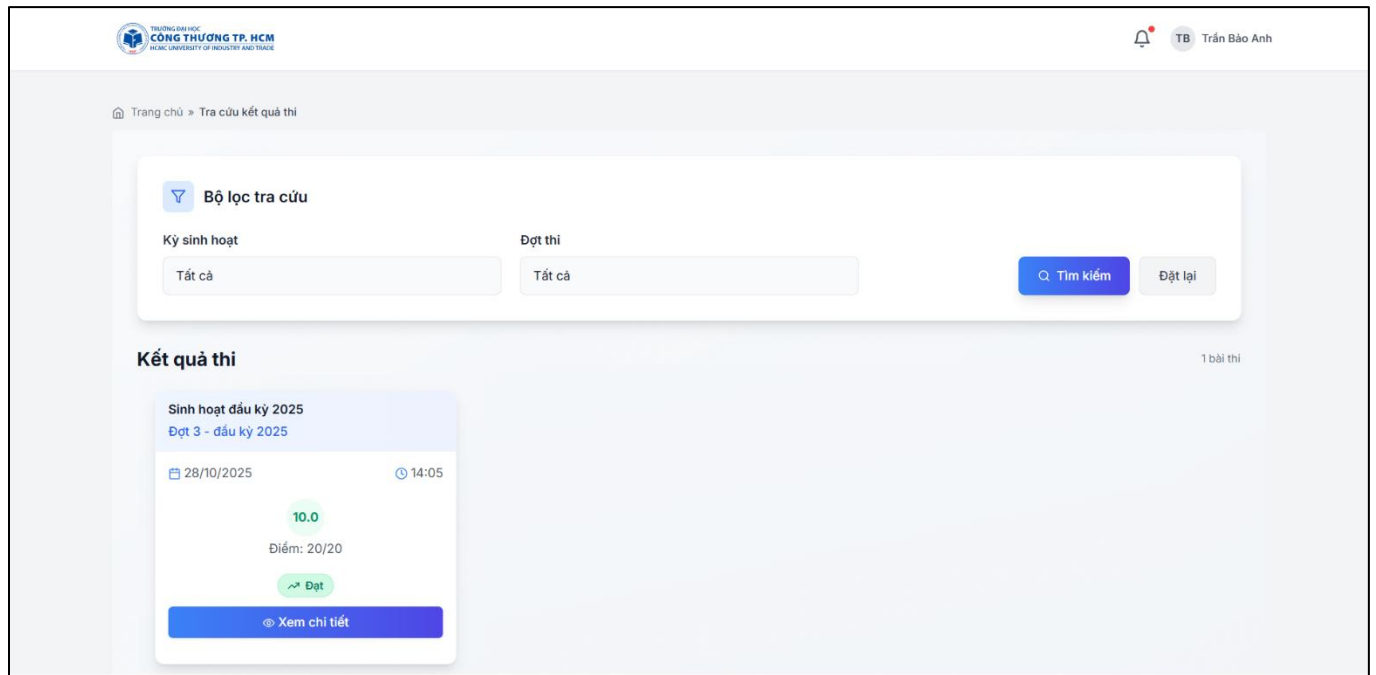 TRƯỜNG ĐẠI HỌC
CÔNG THƯƠNG TP. HCM
HCMC UNIVERSITY OF INDUSTRY AND TRADE
TB Trần Bảo Anh
Trang chủ » Tra cứu kết quả thi
Bộ lọc tra cứu
Kỳ sinh hoạt
Đợt thi
Tất cả
Tất cả
Tìm kiếm
Đặt lại
Kết quả thi
1 bài thi
Sinh hoạt đầu kỳ 2025
Đợt 3 - đầu kỳ 2025
28/10/2025
14:05
10.0
Điểm: 20/20
Đạt
Xem chi tiết